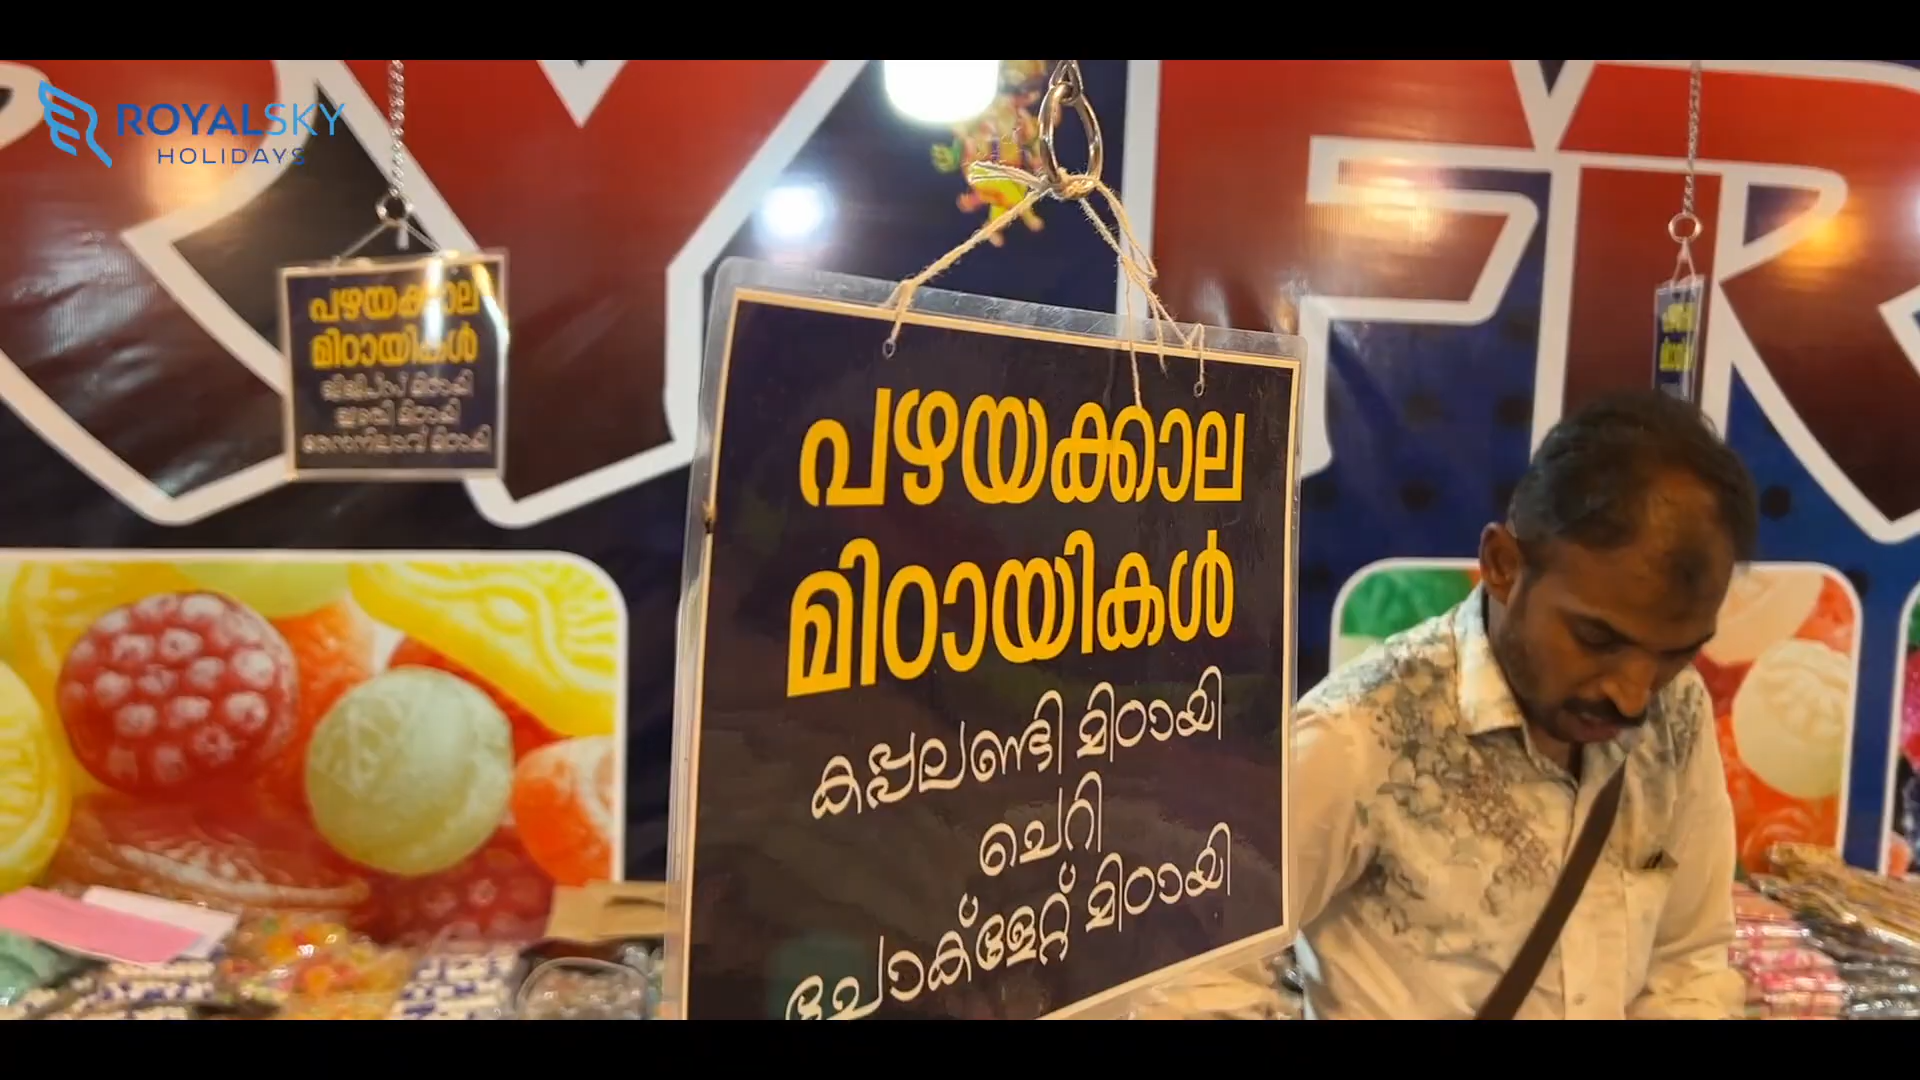 ROYALSKY
HOLIDAYS
പഴയക്കാല
മിഠായികൾ
പഴയക്കാല
മിഠായികൾ
കപ്പലണ്ടി മിഠായി
ചെറി
ചോക്ളേറ്റ് മിഠായി